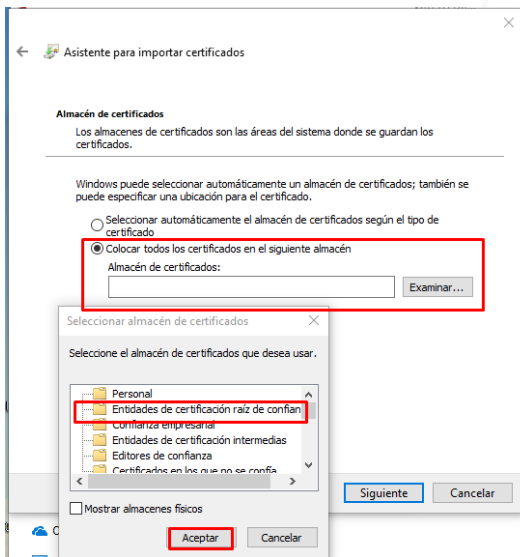 Asistente para importar certificados
Almacén de certificados
Los almacenes de certificados son las áreas del sistema donde se guardan los
certificados.
Windows puede seleccionar automáticamente un almacén de certificados; también se
puede especificar una ubicación para el certificado.
Seleccionar automáticamente el almacén de certificados según el tipo de
certificado
Colocar todos los certificados en el siguiente almacén
Almacén de certificados:
Examinar...
Seleccionar almacén de certificados
Seleccione el almacén de certificados que desea usar.
Personal
Entidades de certificación raíz de confian
Confianza empresarial
Entidades de certificación intermedias
Editores de confianza
Certificados en los que no se confía
Mostrar almacenes físicos
Aceptar
Cancelar
Siguiente
Cancelar